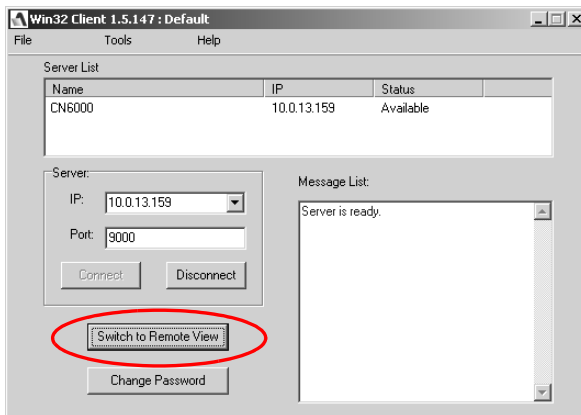 Win32 Client 1.5.147 : Default
File Tools Help
Server List
Name IP Status
CN6000 10.0.13.159 Available
Server:
IP: 10.0.13.159
Port: 9000
Connect Disconnect
Switch to Remote View
Change Password
Message List:
Server is ready.